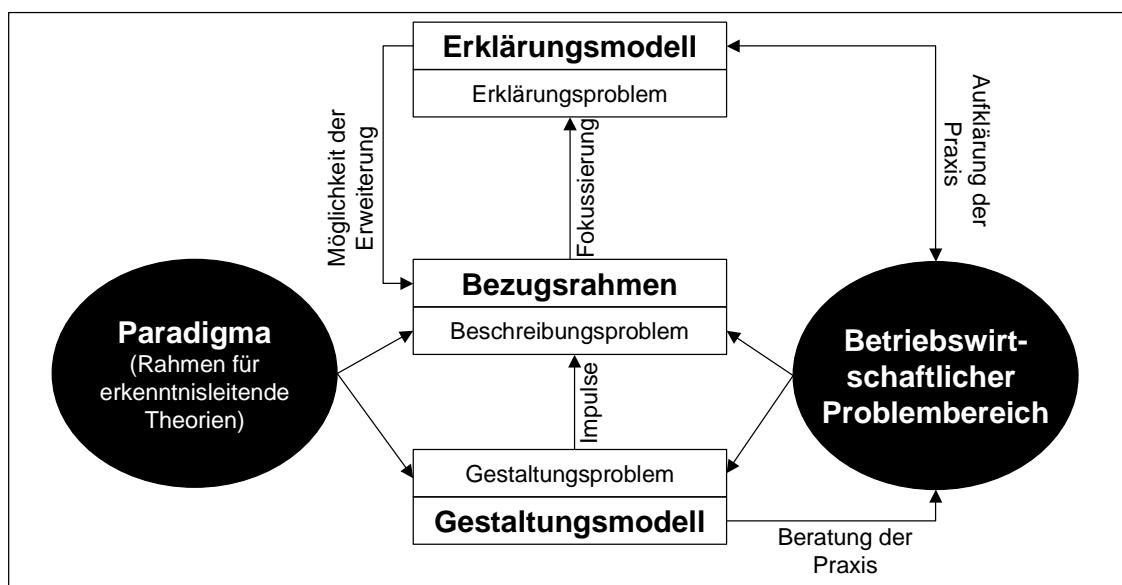 Erklärungsmodell
Erklärungsproblem
Möglichkeit der
Erweiterung
Fokussierung
Aufklärung der
Praxis
Paradigma
(Rahmen für
erkenntnisleitende
Theorien)
Bezugsrahmen
Beschreibungsproblem
Betriebswirt-
schaftlicher
Problembereich
Impulse
Gestaltungsproblem
Gestaltungsmodell
Beratung der
Praxis